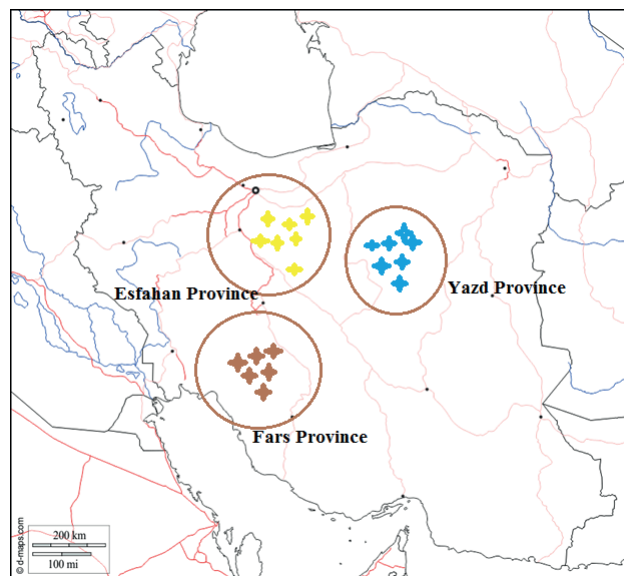 Esfahan Province
Yazd Province
Fars Province
200 km
100 mi
© d-maps.com